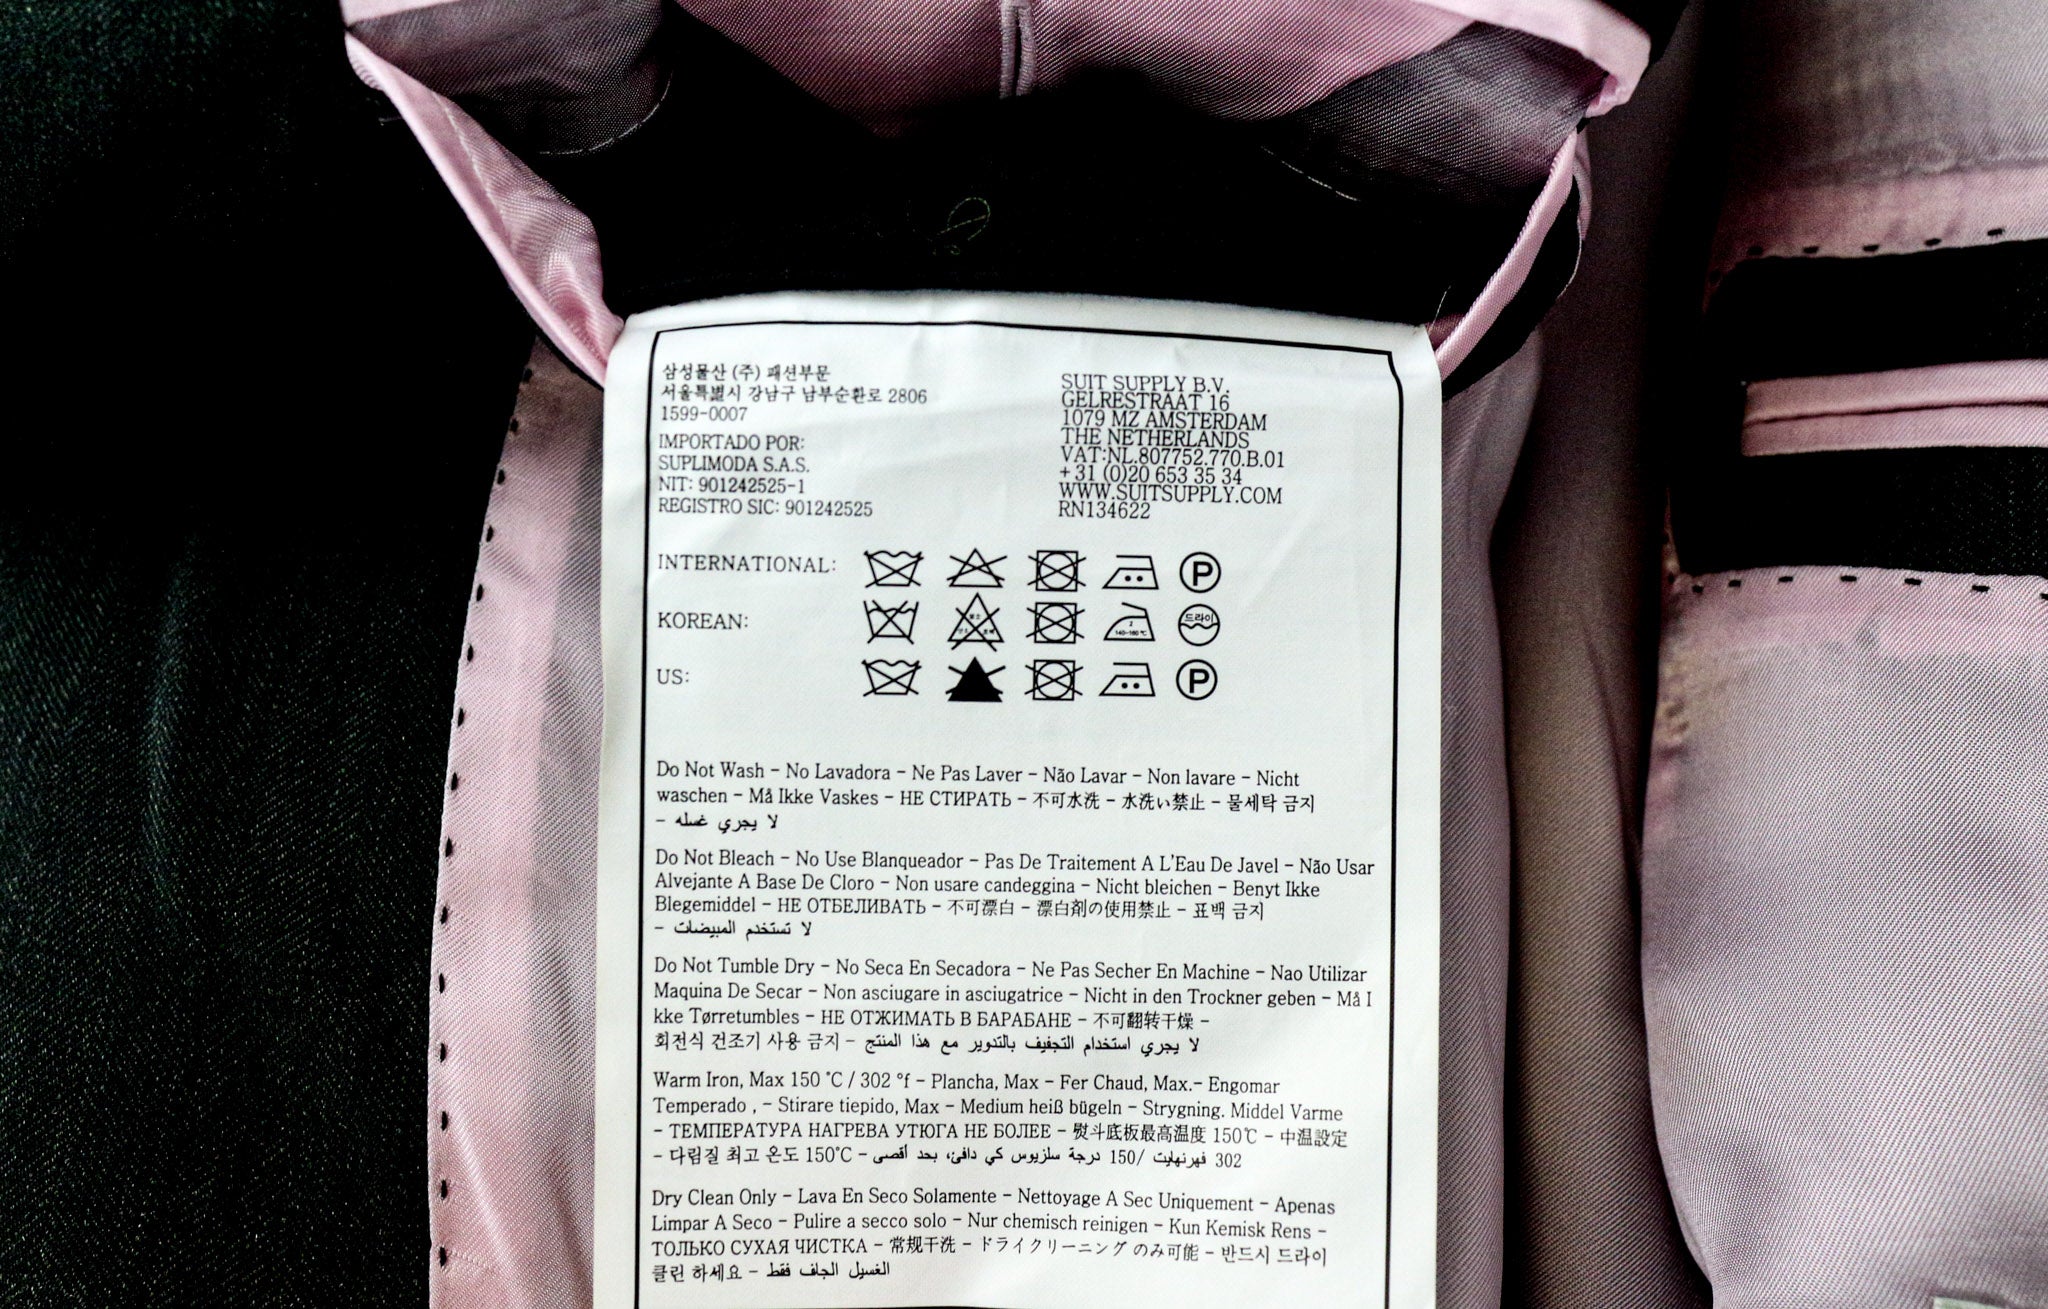 삼성물산 (주) 패션부문
서울특별시 강남구 남부순환로 2806
1599-0007
IMPORTADO POR:
SUPLIMODA S.A.S.
NIT: 901242525-1
REGISTRO SIC: 901242525
SUIT SUPPLY B.V.
GELRESTRAAT 16
1079 MZ AMSTERDAM
THE NETHERLANDS
VAT:NL.807752.770.B.01
+31 (0)20 653 35 34
WWW.SUITSUPPLY.COM
RN134622
INTERNATIONAL:
P
KOREAN:
2
140~160 ℃
드라이
US:
P
Do Not Wash - No Lavadora - Ne Pas Laver - Não Lavar - Non lavare - Nicht
waschen - Må Ikke Vaskes - НЕ СТИРАТЬ - 不可水洗 - 水洗い禁止 - 물세탁 금지
- لا يجري غسله
Do Not Bleach - No Use Blanqueador - Pas De Traitement A L'Eau De Javel - Não Usar
Alvejante A Base De Cloro - Non usare candeggina - Nicht bleichen - Benyt Ikke
Blegemiddel - НЕ ОТБЕЛИВАТЬ - 不可漂白 - 漂白剤の使用禁止 - 표백 금지
- لا تستخدم المبيضات
Do Not Tumble Dry - No Seca En Secadora - Ne Pas Secher En Machine - Nao Utilizar
Maquina De Secar - Non asciugare in asciugatrice - Nicht in den Trockner geben - Må I
kke Tørretumbles - НЕ ОТЖИМАТЬ В БАРАБАНЕ - 不可翻转干燥 -
회전식 건조기 사용 금지 - لا يجري استخدام التجفيف بالتدوير مع هذا المنتج
Warm Iron, Max 150 °C / 302 °f - Plancha, Max - Fer Chaud, Max.- Engomar
Temperado , - Stirare tiepido, Max - Medium heiß bügeln - Strygning. Middel Varme
- ТЕМПЕРАТУРА НАГРЕВА УТЮГА НЕ БОЛЕЕ - 熨斗底板最高温度 150℃ - 中温設定
- 다림질 최고 온도 150℃ - 302 فهرنهايت /150 درجة سلزيوس كي دافئ، بحد أقصى
Dry Clean Only - Lava En Seco Solamente - Nettoyage A Sec Uniquement - Apenas
Limpar A Seco - Pulire a secco solo - Nur chemisch reinigen - Kun Kemisk Rens -
ТОЛЬКО СУХАЯ ЧИСТКА - 常规干洗 - ドライクリーニング のみ可能 - 반드시 드라이
클린 하세요 - الغسيل الجاف فقط